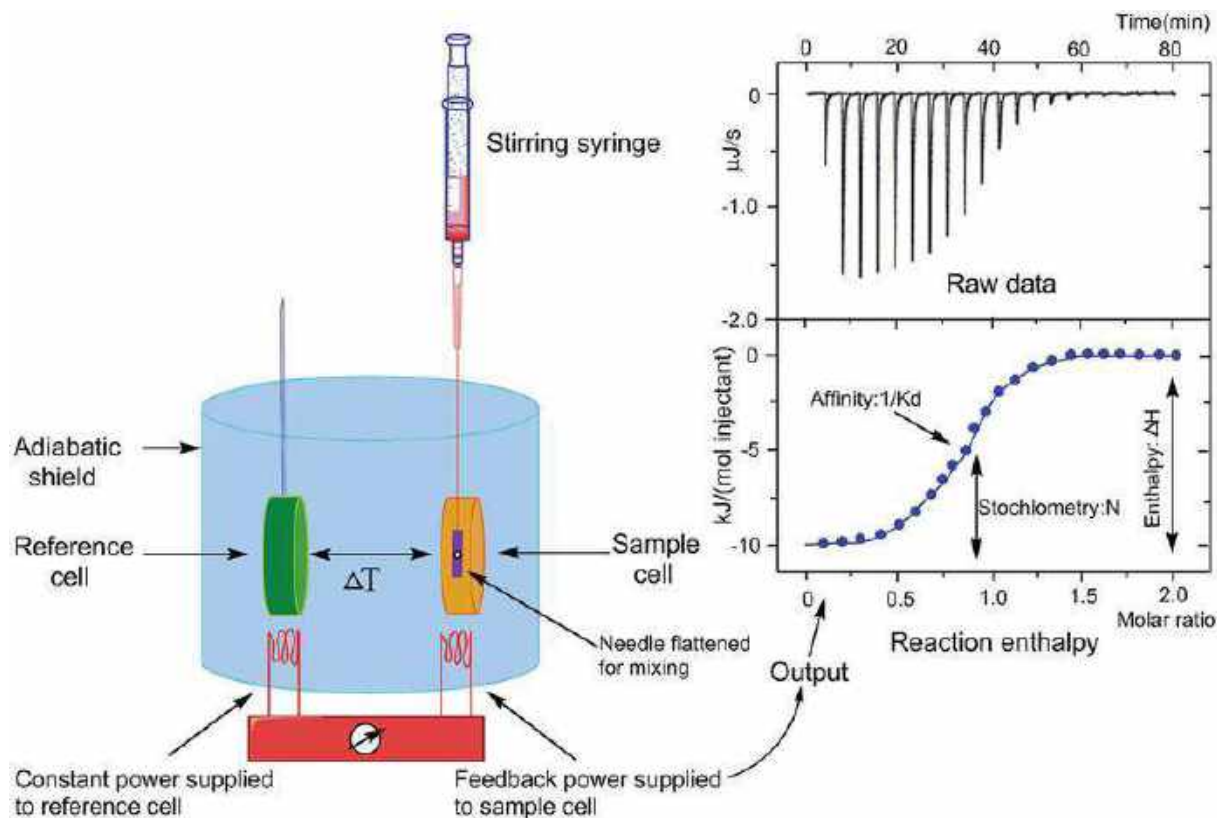 Stirring syringe
Adiabatic
shield
Reference
cell
ΔT
Sample
cell
Needle flattened
for mixing
Constant power supplied
to reference cell
Feedback power supplied
to sample cell
Output
Time(min)
0 20 40 60 80
0
-1.0
-2.0
μJ/s
Raw data
0
-5
-10
kJ/(mol injectant)
Affinity:1/Kd
Stochlometry:N
Enthalpy: ΔH
0 0.5 1.0 1.5 2.0
Reaction enthalpy
Molar ratio